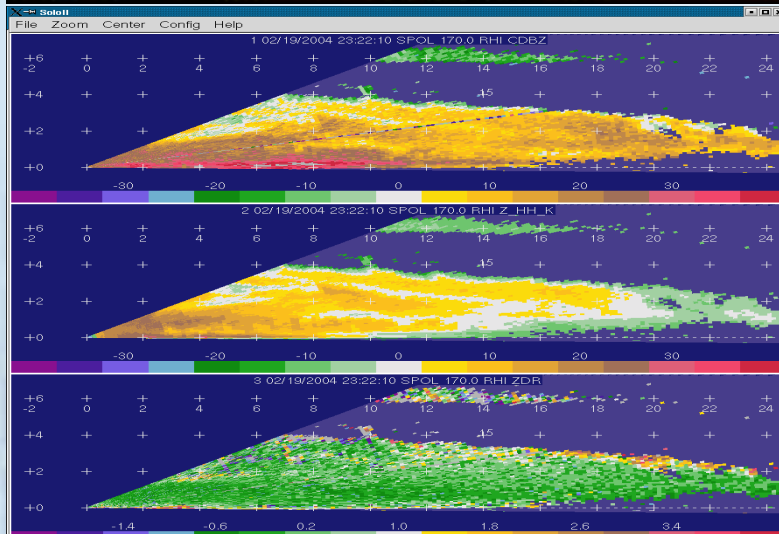 SoloII
File Zoom Center Config Help
1 02/19/2004 23:22:10 SPOL 170.0 RHI CDBZ
+6
-2 0 2 4 6 8 10 12 14 16 18 20 22 24
+4 15
+2
+0
-30 -20 -10 0 10 20 30
2 02/19/2004 23:22:10 SPOL 170.0 RHI Z_HH_K
+6
-2 0 2 4 6 8 10 12 14 16 18 20 22 24
+4 15
+2
+0
-30 -20 -10 0 10 20 30
3 02/19/2004 23:22:10 SPOL 170.0 RHI ZDR
+6
-2 0 2 4 6 8 10 12 14 16 18 20 22 24
+4 15
+2
+0
-1.4 -0.6 0.2 1.0 1.8 2.6 3.4